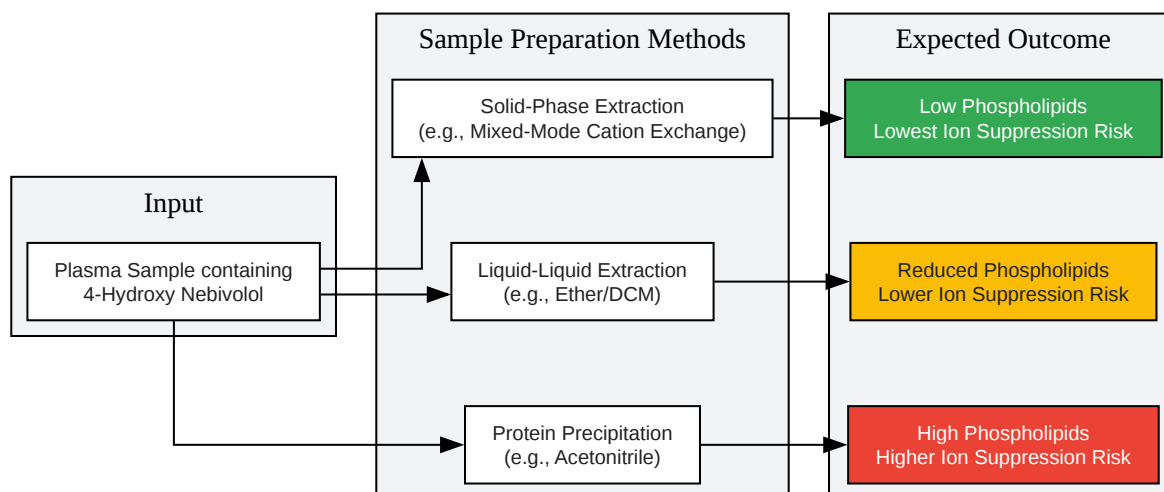 Sample Preparation Methods
Expected Outcome
Solid-Phase Extraction
(e.g., Mixed-Mode Cation Exchange)
Low Phospholipids
Lowest Ion Suppression Risk
Input
Plasma Sample containing
4-Hydroxy Nebivolol
Liquid-Liquid Extraction
(e.g., Ether/DCM)
Reduced Phospholipids
Lower Ion Suppression Risk
Protein Precipitation
(e.g., Acetonitrile)
High Phospholipids
Higher Ion Suppression Risk